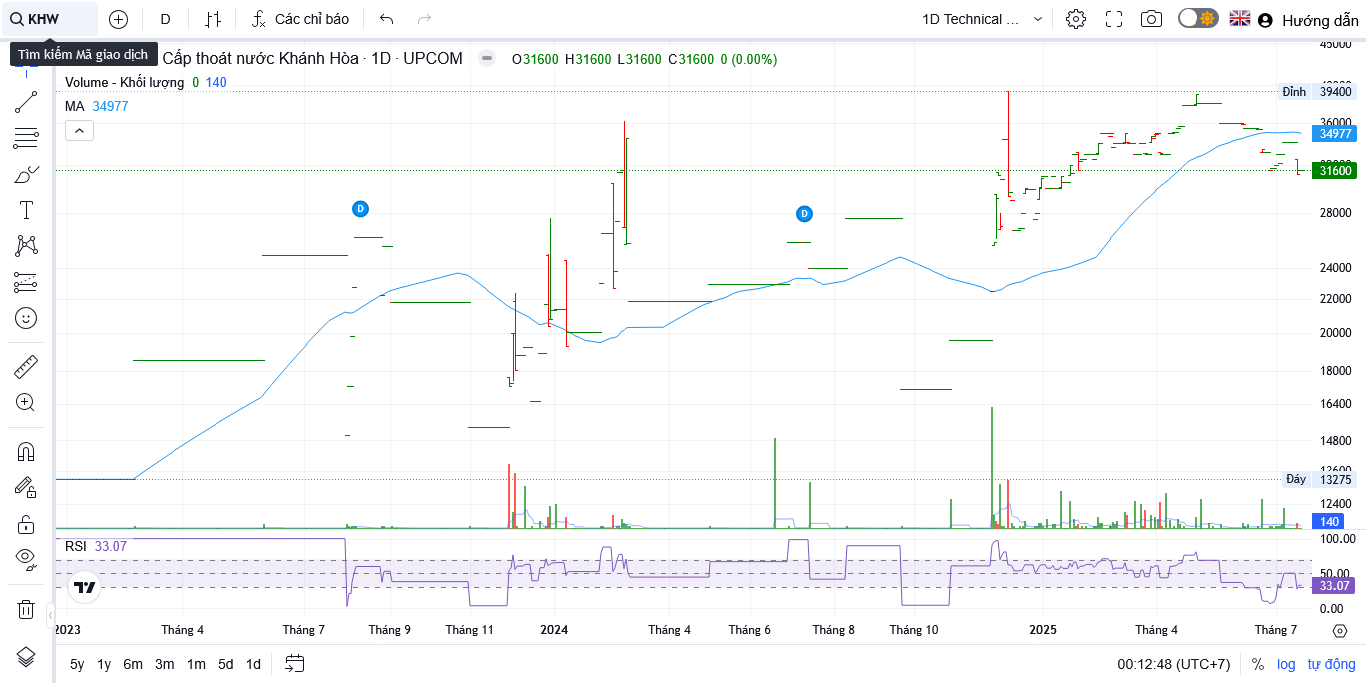 KHW
D
Các chỉ báo
1D Technical ...
Hướng dẫn
Tìm kiếm Mã giao dịch
Cấp thoát nước Khánh Hòa · 1D · UPCOM
O31600 H31600 L31600 C31600 0 (0.00%)
Volume - Khối lượng 0 140
MA 34977
45000
Đỉnh 39400
36000
34977
31600
D
D
28000
24000
22000
20000
18000
16400
14800
13600
Đáy 13275
12400
140
RSI 33.07
100.00
50.00
33.07
0.00
2023 Tháng 4 Tháng 7 Tháng 9 Tháng 11 2024 Tháng 4 Tháng 6 Tháng 8 Tháng 10 2025 Tháng 4 Tháng 7
5y 1y 6m 3m 1m 5d 1d
00:12:48 (UTC+7) % log tự động